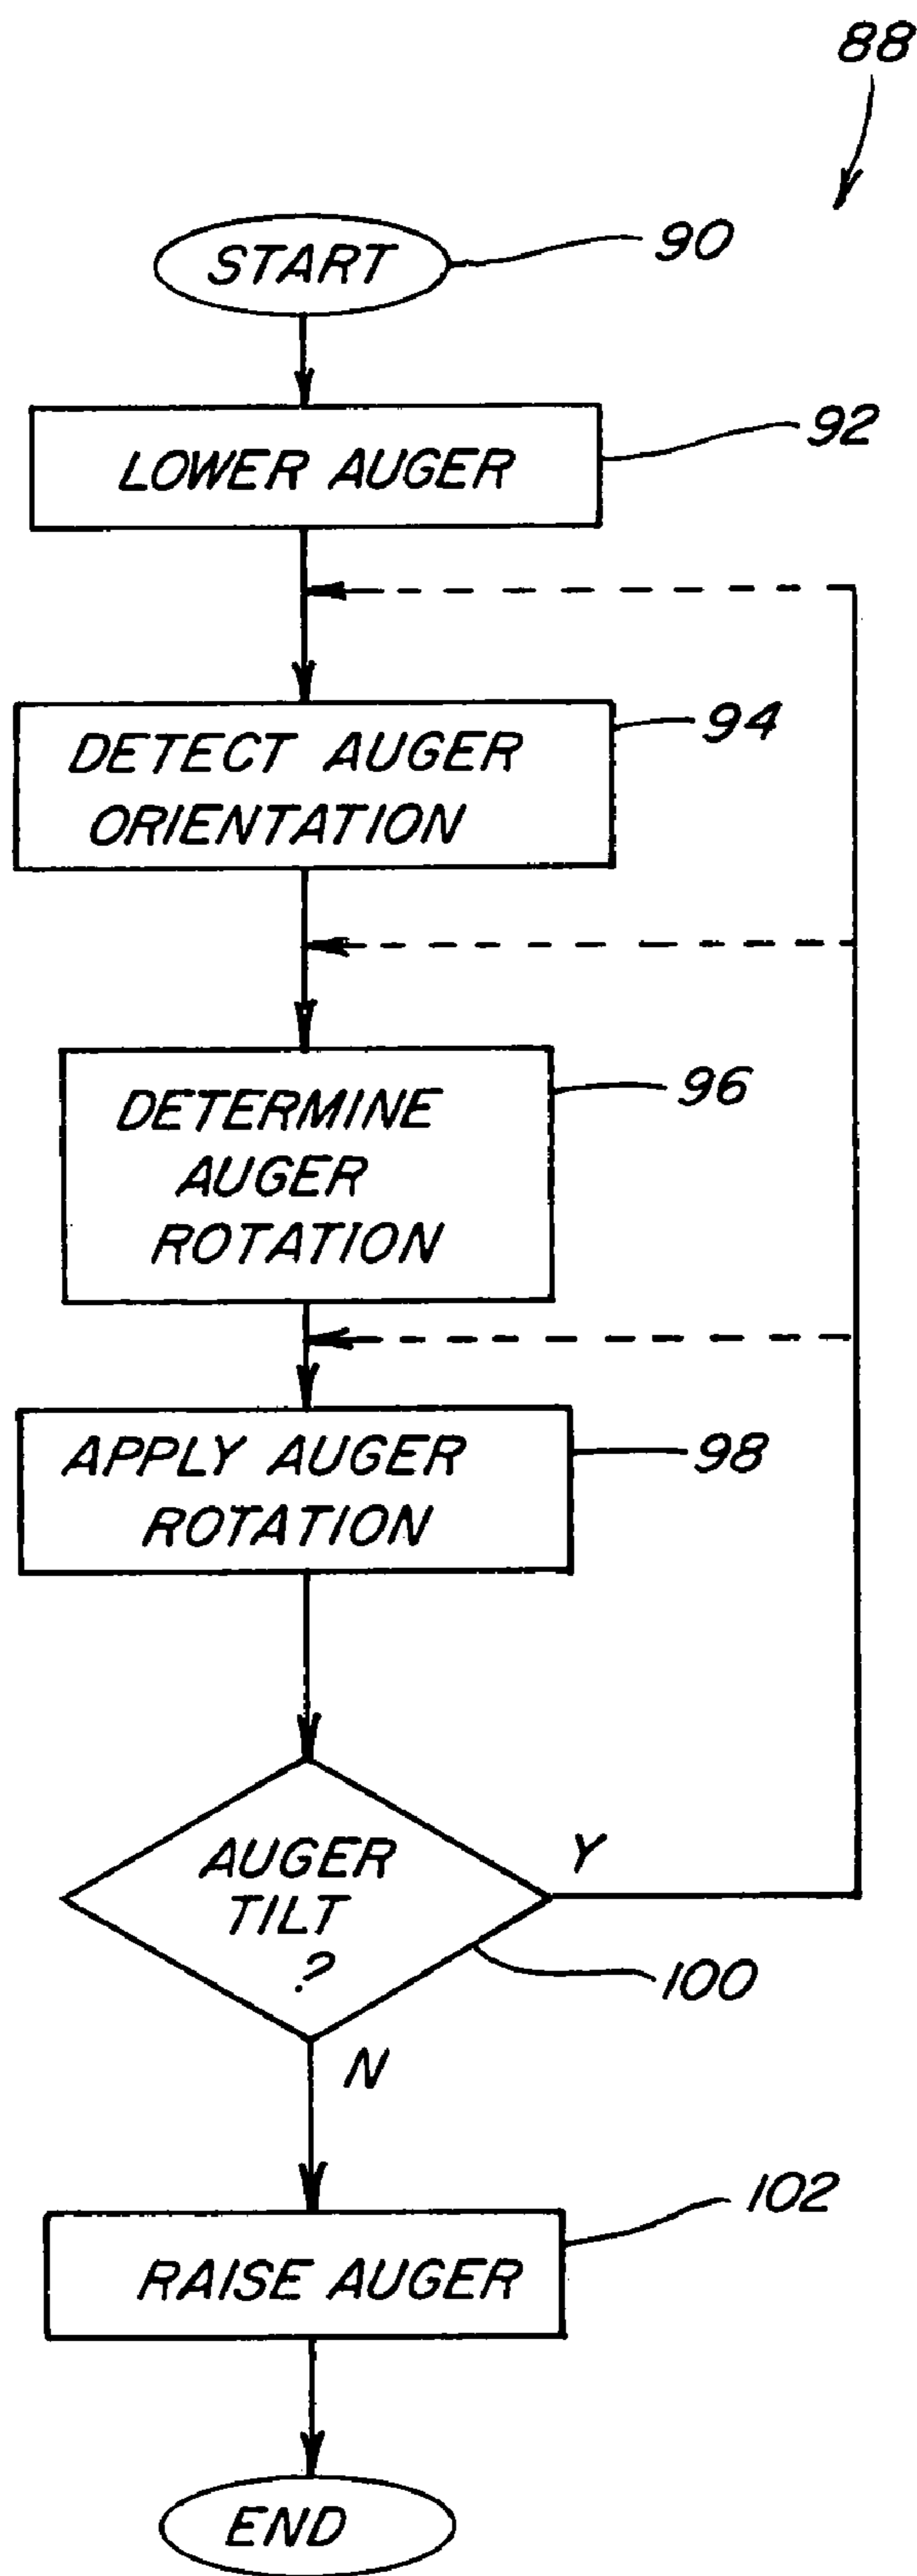 88
START
90
LOWER AUGER
92
DETECT AUGER
ORIENTATION
94
DETERMINE
AUGER
ROTATION
96
APPLY AUGER
ROTATION
98
AUGER
TILT
?
Y
100
N
RAISE AUGER
102
END